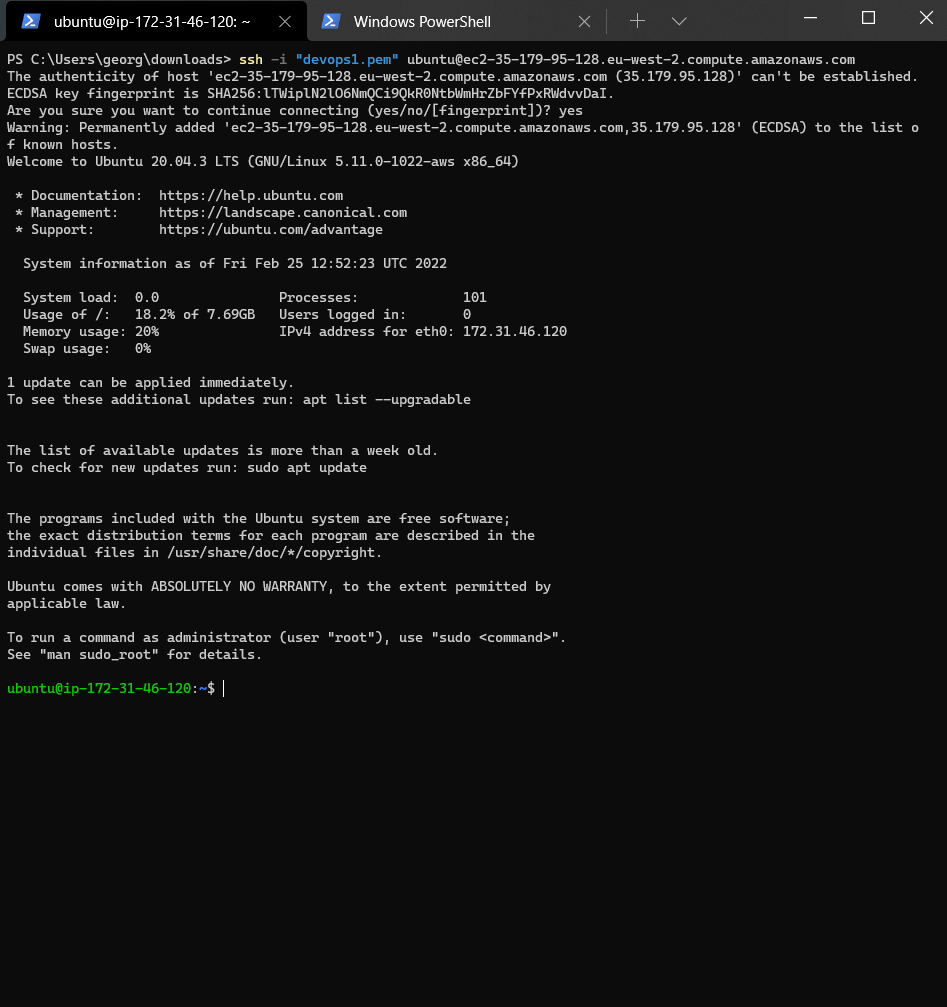 ubuntu@ip-172-31-46-120: ~
Windows PowerShell
PS C:\Users\georg\downloads> ssh -i "devops1.pem" ubuntu@ec2-35-179-95-128.eu-west-2.compute.amazonaws.com
The authenticity of host 'ec2-35-179-95-128.eu-west-2.compute.amazonaws.com (35.179.95.128)' can't be established.
ECDSA key fingerprint is SHA256:lTWiplN2lO6NmQCi9QkR0NtbWmHrZbFYfPxRWdvvDaI.
Are you sure you want to continue connecting (yes/no/[fingerprint])? yes
Warning: Permanently added 'ec2-35-179-95-128.eu-west-2.compute.amazonaws.com,35.179.95.128' (ECDSA) to the list o
f known hosts.
Welcome to Ubuntu 20.04.3 LTS (GNU/Linux 5.11.0-1022-aws x86_64)
* Documentation:  https://help.ubuntu.com
* Management:     https://landscape.canonical.com
* Support:        https://ubuntu.com/advantage
System information as of Fri Feb 25 12:52:23 UTC 2022
System load:  0.0               Processes:             101
Usage of /:   18.2% of 7.69GB   Users logged in:       0
Memory usage: 20%               IPv4 address for eth0: 172.31.46.120
Swap usage:   0%
1 update can be applied immediately.
To see these additional updates run: apt list --upgradable
The list of available updates is more than a week old.
To check for new updates run: sudo apt update
The programs included with the Ubuntu system are free software;
the exact distribution terms for each program are described in the
individual files in /usr/share/doc/*/copyright.
Ubuntu comes with ABSOLUTELY NO WARRANTY, to the extent permitted by
applicable law.
To run a command as administrator (user "root"), use "sudo <command>".
See "man sudo_root" for details.
ubuntu@ip-172-31-46-120:~$